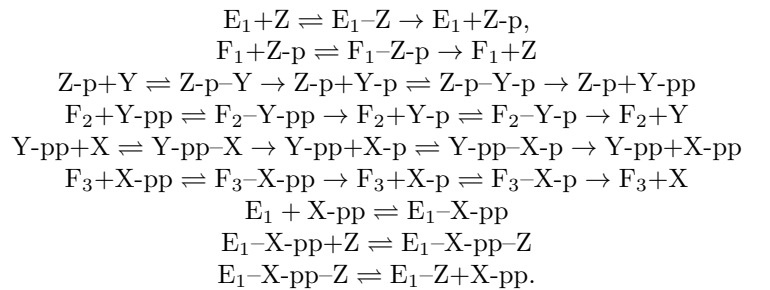 E₁+Z ⇌ E₁–Z → E₁+Z-p,
F₁+Z-p ⇌ F₁–Z-p → F₁+Z
Z-p+Y ⇌ Z-p–Y → Z-p+Y-p ⇌ Z-p–Y-p → Z-p+Y-pp
F₂+Y-pp ⇌ F₂–Y-pp → F₂+Y-p ⇌ F₂–Y-p → F₂+Y
Y-pp+X ⇌ Y-pp–X → Y-pp+X-p ⇌ Y-pp–X-p → Y-pp+X-pp
F₃+X-pp ⇌ F₃–X-pp → F₃+X-p ⇌ F₃–X-p → F₃+X
E₁ + X-pp ⇌ E₁–X-pp
E₁–X-pp+Z ⇌ E₁–X-pp–Z
E₁–X-pp–Z ⇌ E₁–Z+X-pp.